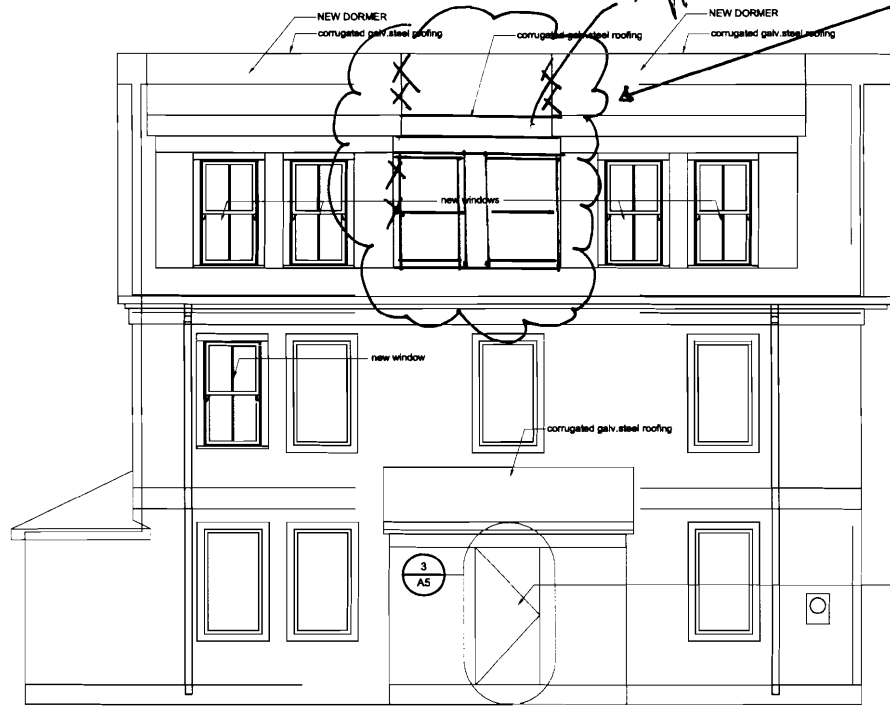 NEW DORMER
corrugated galv.steel roofing
corrugated galv.steel roofing
NEW DORMER
corrugated galv.steel roofing
new windows
new window
corrugated galv.steel roofing
3
A5